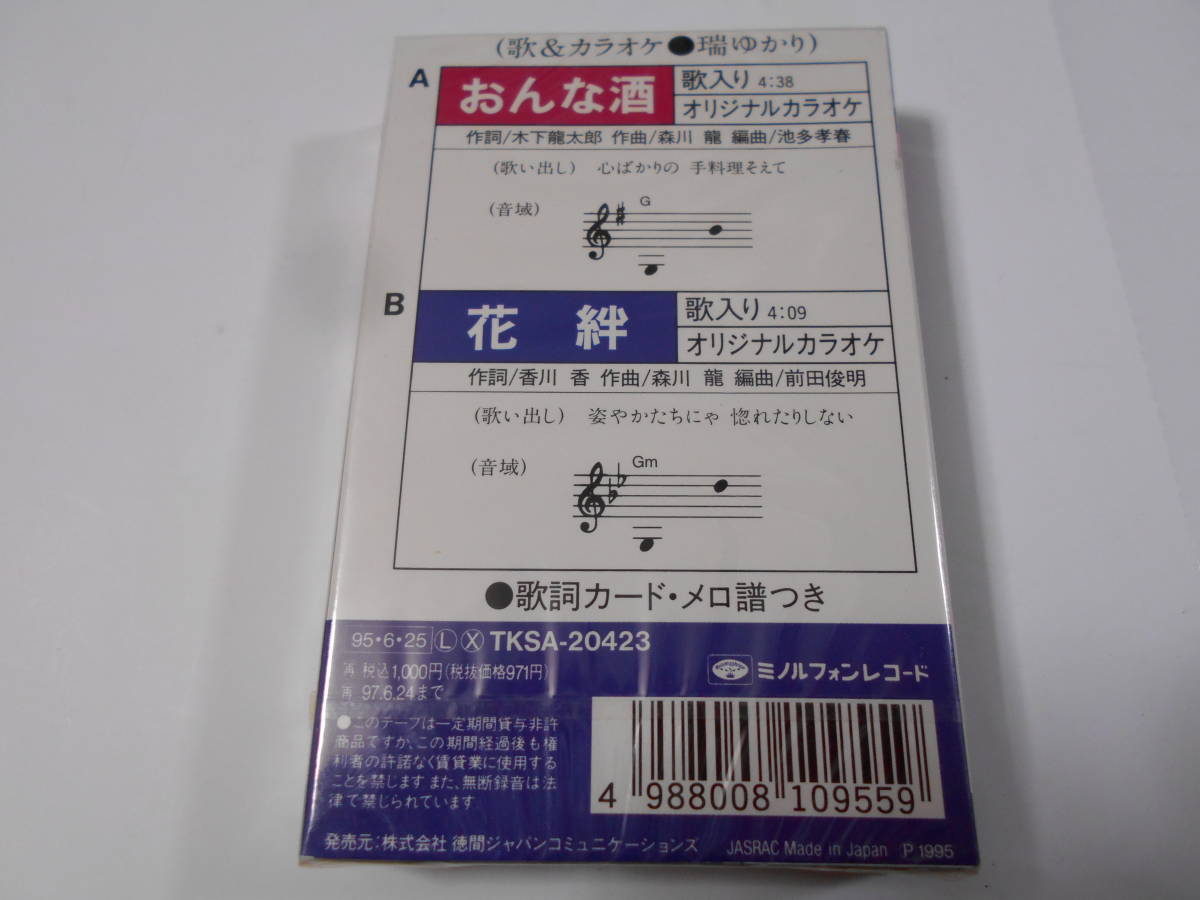 (歌&カラオケ●瑞ゆかり)
A
おんな酒
歌入り 4:38
オリジナルカラオケ
作詞/木下龍太郎 作曲/森川 龍 編曲/池多孝春
(歌い出し) 心ばかりの 手料理そえて
(音域)
G
B
花 絆
歌入り 4:09
オリジナルカラオケ
作詞/香川 香 作曲/森川 龍 編曲/前田俊明
(歌い出し) 姿やかたちにゃ 惚れたりしない
(音域)
Gm
●歌詞カード・メロ譜つき
95・6・25 Ⓛ Ⓧ TKSA-20423
再 税込1,000円(税抜価格971円)
再 97.6.24まで
ミノルフォンレコード
●このテープは一定期間貸与非許
商品ですが、この期間経過後も権
利者の許諾なく賃貸業に使用する
ことを禁じます また、無断録音は法
律で禁じられています
4 988008 109559
発売元:株式会社 徳間ジャパンコミュニケーションズ
JASRAC Made in Japan P 1995